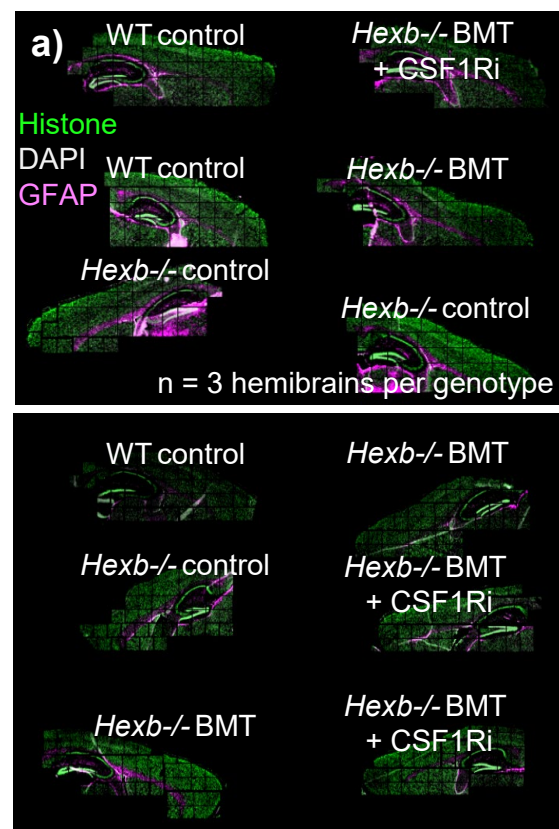 a)
WT control
Hexb-/- BMT
+ CSF1Ri
Histone
DAPI
GFAP
WT control
Hexb-/- BMT
Hexb-/- control
Hexb-/- control
n = 3 hemibrains per genotype
WT control
Hexb-/- BMT
Hexb-/- control
Hexb-/- BMT
+ CSF1Ri
Hexb-/- BMT
Hexb-/- BMT
+ CSF1Ri